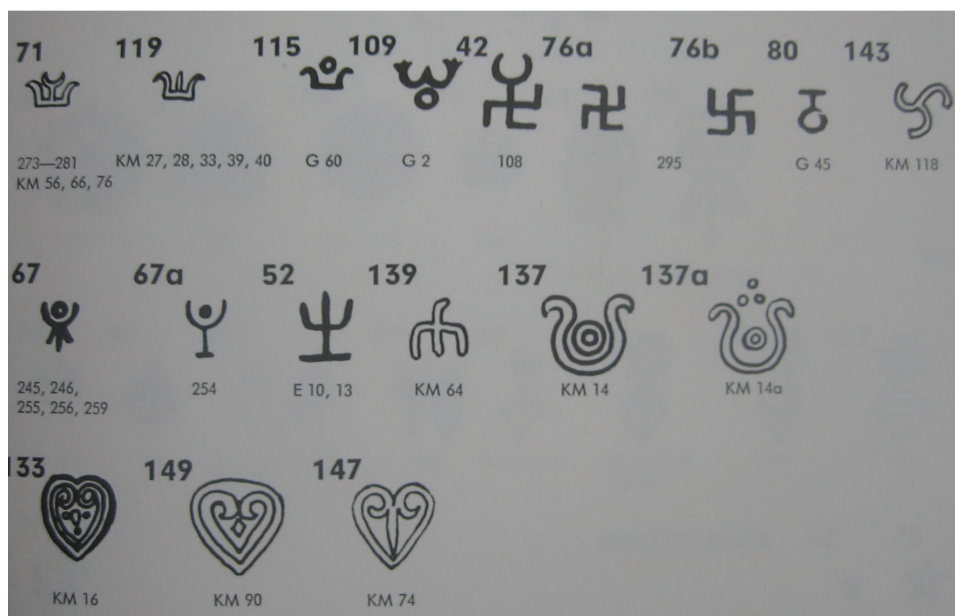 71 119 115 109 42 76a 76b 80 143
273—281 KM 27, 28, 33, 39, 40 G 60 G 2 108 295 G 45 KM 118
KM 56, 66, 76
67 67a 52 139 137 137a
245, 246, 254 E 10, 13 KM 64 KM 14 KM 14a
255, 256, 259
133 149 147
KM 16 KM 90 KM 74